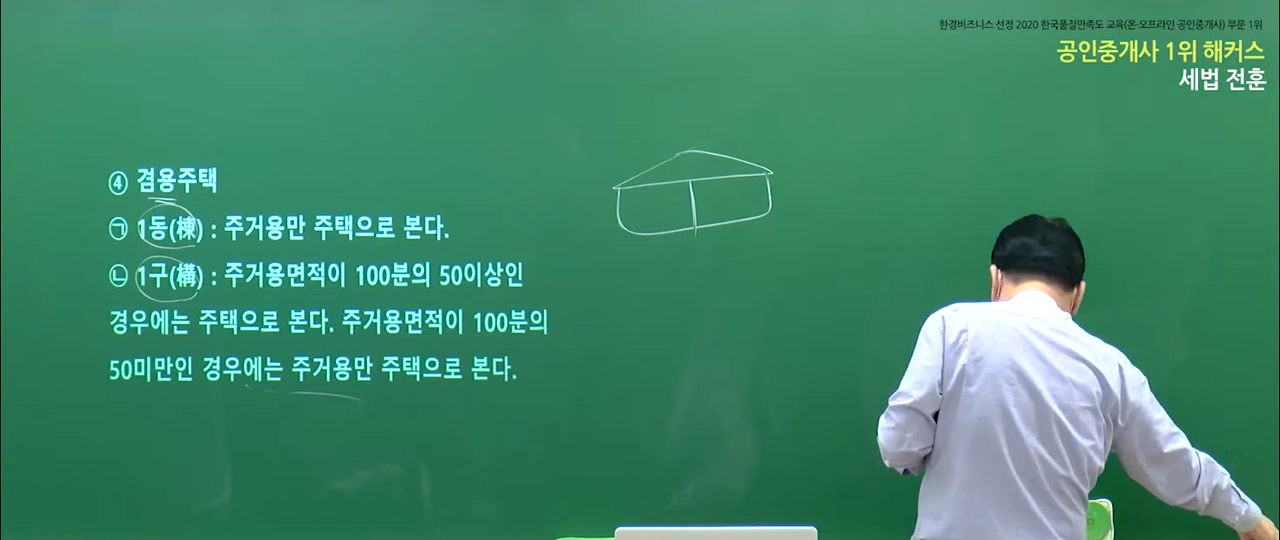 한경비즈니스 선정 2020 한국품질만족도 교육(온·오프라인 공인중개사) 부문 1위
공인중개사 1위 해커스
세법 전훈
④ 겸용주택
㉠ 1동(棟) : 주거용만 주택으로 본다.
㉡ 1구(構) : 주거용면적이 100분의 50이상인
경우에는 주택으로 본다. 주거용면적이 100분의
50미만인 경우에는 주거용만 주택으로 본다.